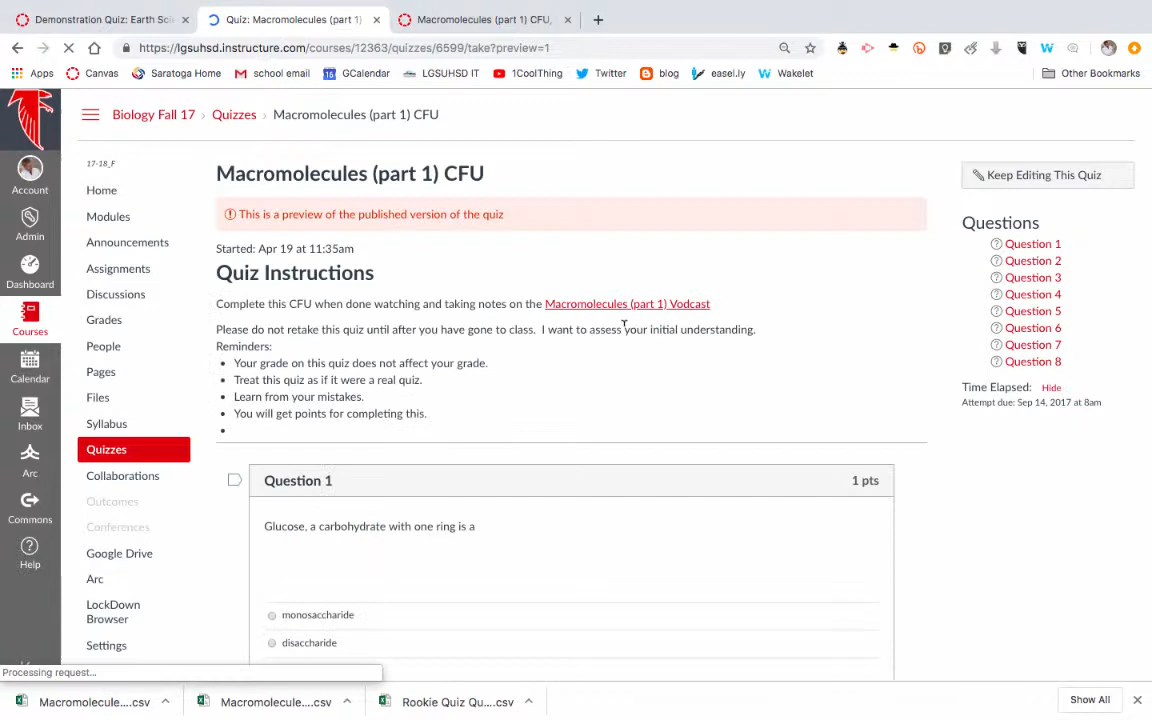 Demonstration Quiz: Earth Sci
Quiz: Macromolecules (part 1)
Macromolecules (part 1) CFU,
https://lgsuhsd.instructure.com/courses/12363/quizzes/6599/take?preview=1
Apps
Canvas
Saratoga Home
school email
GCalendar
LGSUHSD IT
1CoolThing
Twitter
blog
easel.ly
Wakelet
Other Bookmarks
Biology Fall 17 › Quizzes › Macromolecules (part 1) CFU
Account
Admin
Dashboard
Courses
Calendar
Inbox
Arc
Commons
Help
17-18_F
Home
Modules
Announcements
Assignments
Discussions
Grades
People
Pages
Files
Syllabus
Quizzes
Collaborations
Outcomes
Conferences
Google Drive
Arc
LockDown
Browser
Settings
Macromolecules (part 1) CFU
This is a preview of the published version of the quiz
Started: Apr 19 at 11:35am
Quiz Instructions
Complete this CFU when done watching and taking notes on the Macromolecules (part 1) Vodcast
Please do not retake this quiz until after you have gone to class. I want to assess your initial understanding.
Reminders:
• Your grade on this quiz does not affect your grade.
• Treat this quiz as if it were a real quiz.
• Learn from your mistakes.
• You will get points for completing this.
•
Question 1
1 pts
Glucose, a carbohydrate with one ring is a
monosaccharide
disaccharide
Keep Editing This Quiz
Questions
Question 1
Question 2
Question 3
Question 4
Question 5
Question 6
Question 7
Question 8
Time Elapsed: Hide
Attempt due: Sep 14, 2017 at 8am
Processing request...
Macromolecule....csv
Macromolecule....csv
Rookie Quiz Qu....csv
Show All